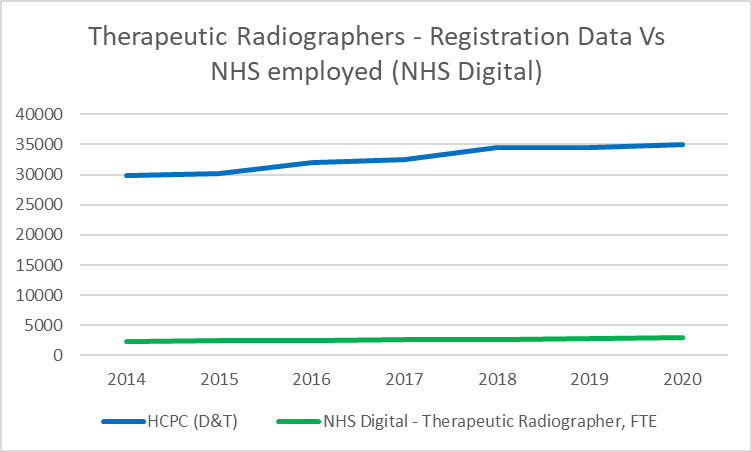 Therapeutic Radiographers - Registration Data Vs
NHS employed (NHS Digital)
40000
35000
30000
25000
20000
15000
10000
5000
0
2014 2015 2016 2017 2018 2019 2020
HCPC (D&T) NHS Digital - Therapeutic Radiographer, FTE